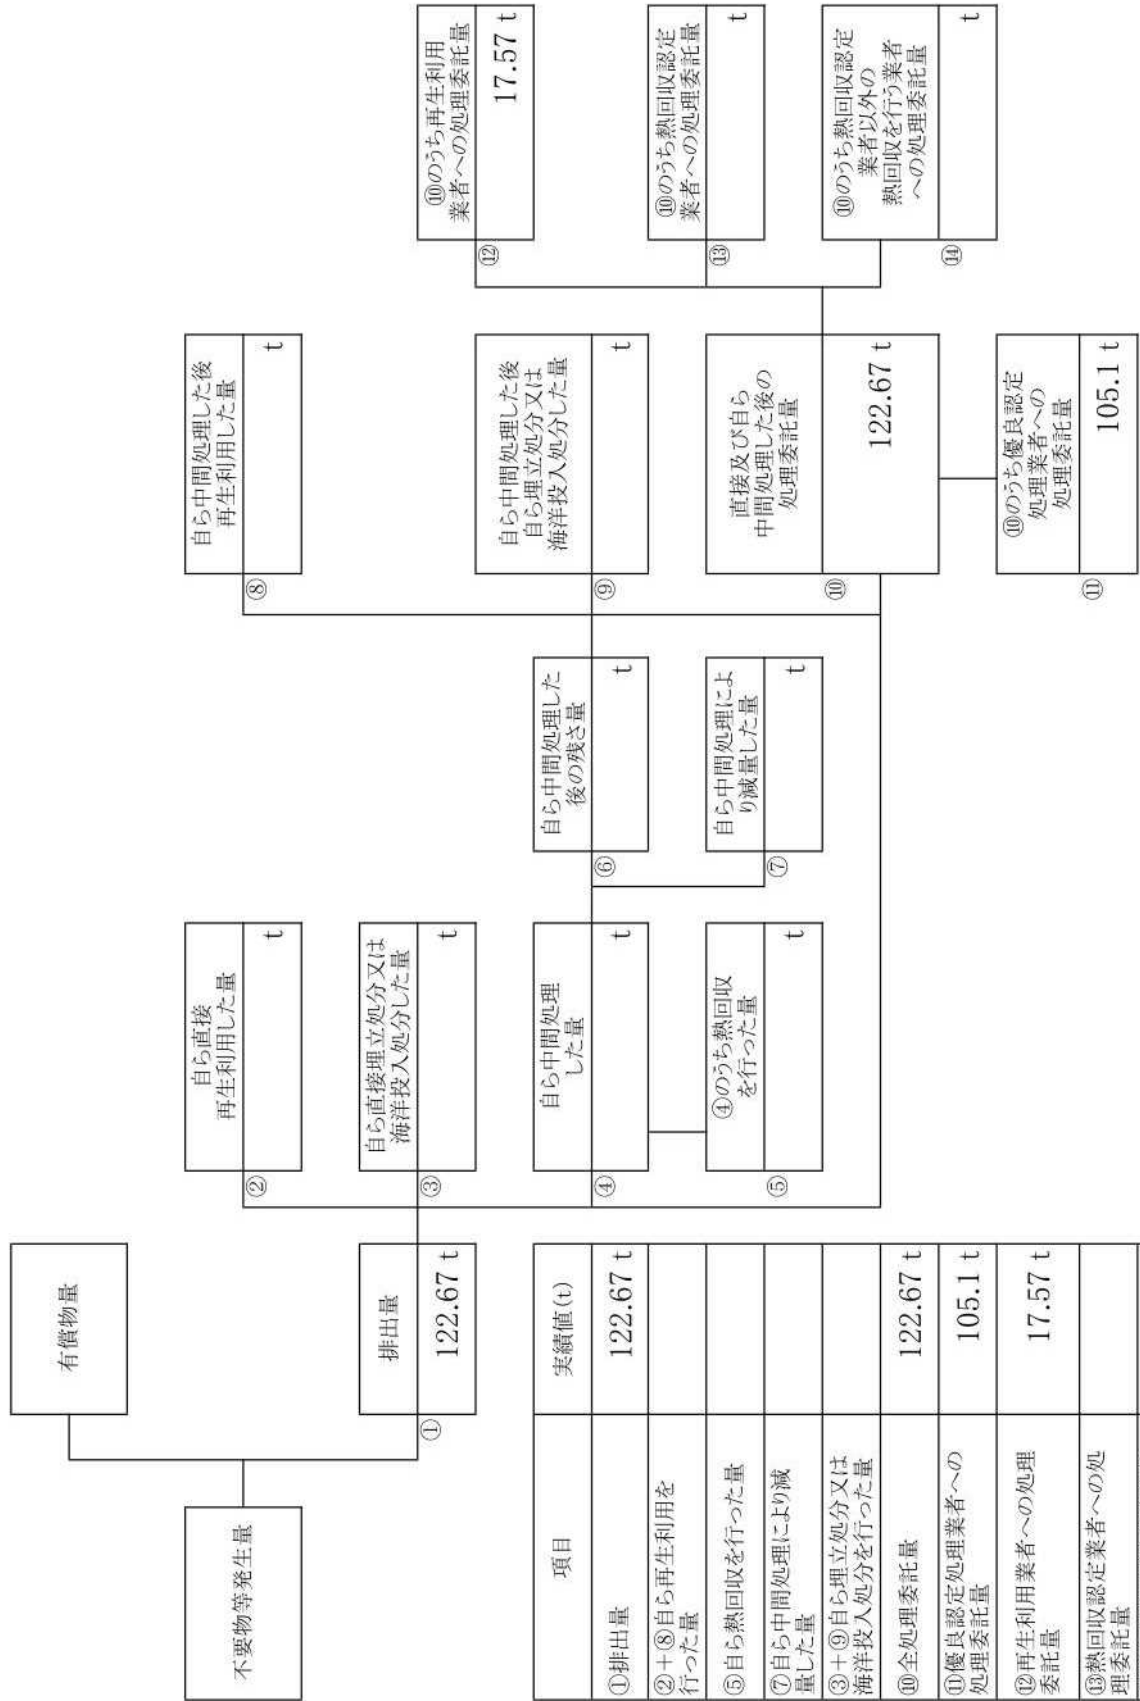 不要物等発生量
有償物量
①
排出量
122.67 t
②
自ら直接
再生利用した量
t
③
自ら直接埋立処分又は
海洋投入処分した量
t
④
自ら中間処理
した量
t
⑤
④のうち熱回収
を行った量
t
⑥
自ら中間処理した
後の残さ量
t
⑦
自ら中間処理によ
り減量した量
t
⑧
自ら中間処理した後
再生利用した量
t
⑨
自ら中間処理した後
自ら埋立処分又は
海洋投入処分した量
t
⑩
直接及び自ら
中間処理した後の
処理委託量
122.67 t
⑪
⑩のうち優良認定
処理業者への
処理委託量
105.1 t
⑫
⑩のうち再生利用
業者への処理委託量
17.57 t
⑬
⑩のうち熱回収認定
業者への処理委託量
t
⑭
⑩のうち熱回収認定
業者以外の
熱回収を行う業者
への処理委託量
t
項目 実績値(t)
①排出量 122.67 t
②+⑧自ら再生利用を
行った量
⑤自ら熱回収を行った量
⑦自ら中間処理により減
量した量
③+⑨自ら埋立処分又は
海洋投入処分を行った量
⑩全処理委託量 122.67 t
⑪優良認定処理業者への
処理委託量 105.1 t
⑫再生利用業者への処理
委託量 17.57 t
⑬熱回収認定業者への処
理委託量